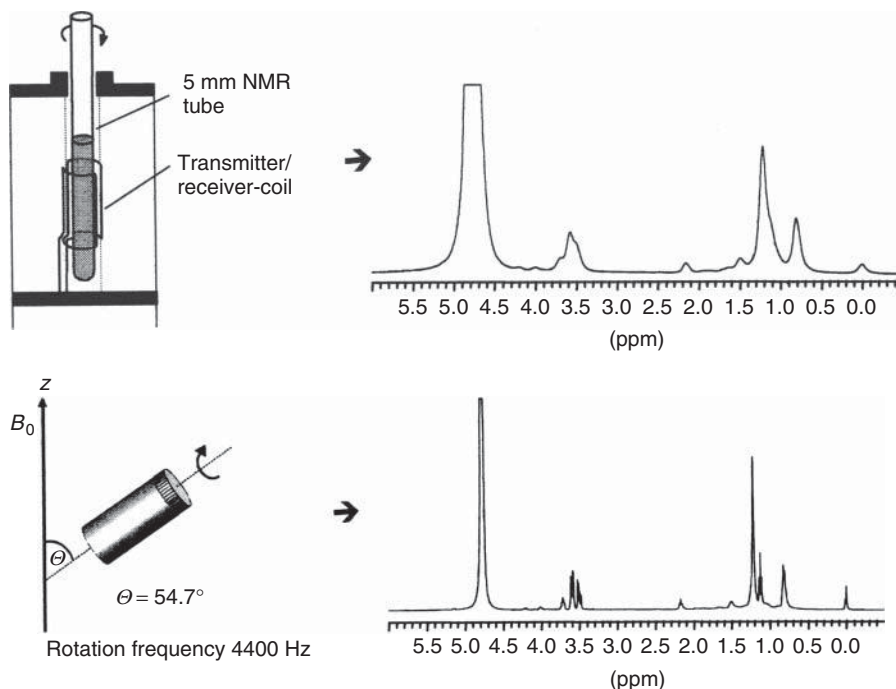 5 mm NMR
tube
Transmitter/
receiver-coil
5.5 5.0 4.5 4.0 3.5 3.0 2.5 2.0 1.5 1.0 0.5 0.0
(ppm)
z
B0
Θ
Θ = 54.7°
Rotation frequency 4400 Hz
5.5 5.0 4.5 4.0 3.5 3.0 2.5 2.0 1.5 1.0 0.5 0.0
(ppm)